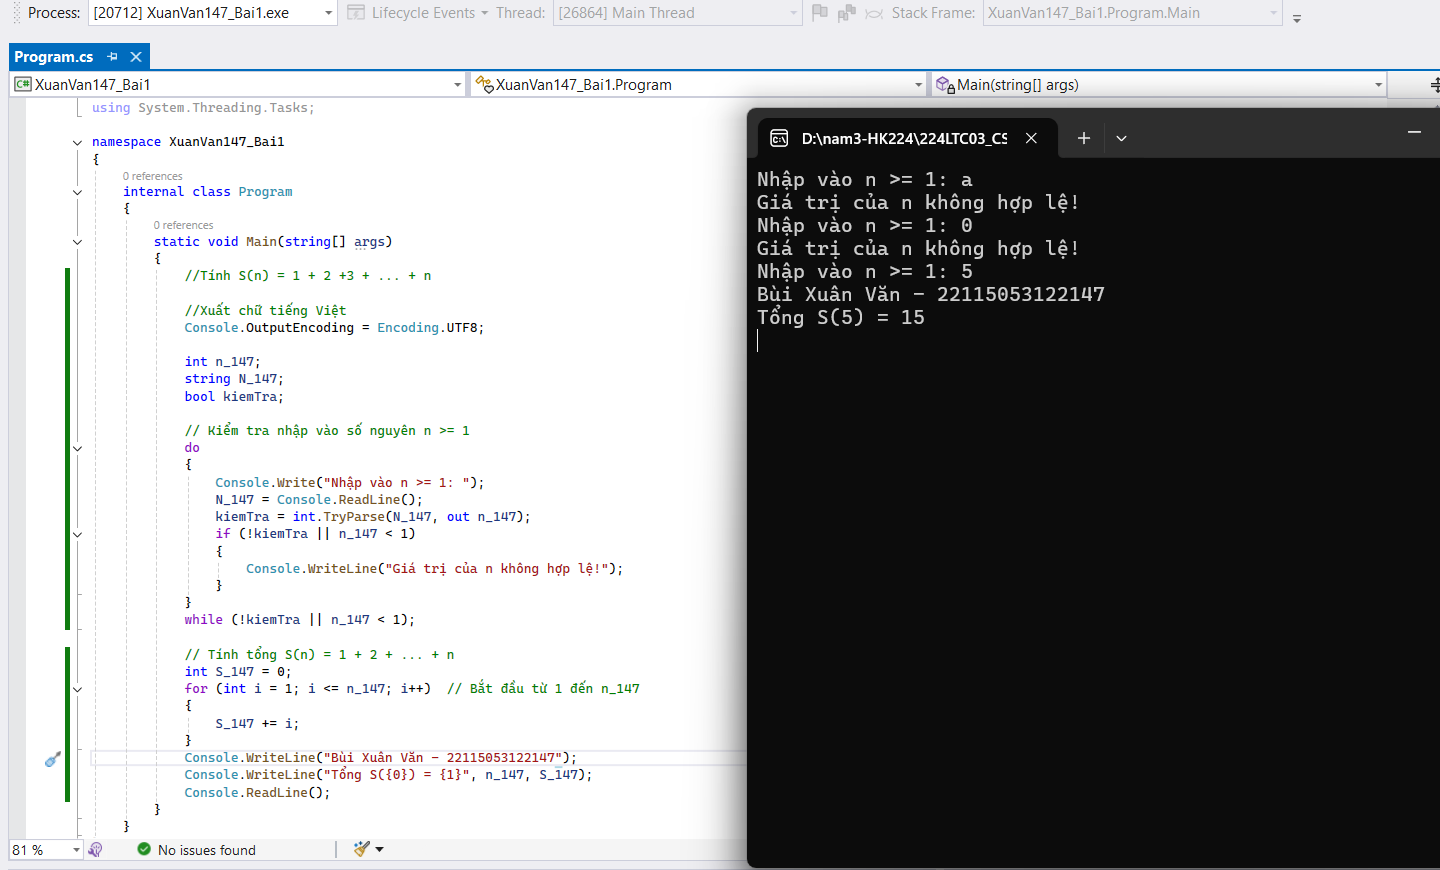 Process: [20712] XuanVan147_Bai1.exe Lifecycle Events Thread: [26864] Main Thread Stack Frame: XuanVan147_Bai1.Program.Main
Program.cs
XuanVan147_Bai1 XuanVan147_Bai1.Program Main(string[] args)
using System.Threading.Tasks;
namespace XuanVan147_Bai1
{
0 references
internal class Program
{
0 references
static void Main(string[] args)
{
//Tính S(n) = 1 + 2 +3 + ... + n
//Xuất chữ tiếng Việt
Console.OutputEncoding = Encoding.UTF8;
int n_147;
string N_147;
bool kiemTra;
// Kiểm tra nhập vào số nguyên n >= 1
do
{
Console.Write("Nhập vào n >= 1: ");
N_147 = Console.ReadLine();
kiemTra = int.TryParse(N_147, out n_147);
if (!kiemTra || n_147 < 1)
{
Console.WriteLine("Giá trị của n không hợp lệ!");
}
}
while (!kiemTra || n_147 < 1);
// Tính tổng S(n) = 1 + 2 + ... + n
int S_147 = 0;
for (int i = 1; i <= n_147; i++) // Bắt đầu từ 1 đến n_147
{
S_147 += i;
}
Console.WriteLine("Bùi Xuân Văn - 22115053122147");
Console.WriteLine("Tổng S({0}) = {1}", n_147, S_147);
Console.ReadLine();
}
}
81 % No issues found
D:\nam3-HK224\224LTC03_CS
Nhập vào n >= 1: a
Giá trị của n không hợp lệ!
Nhập vào n >= 1: 0
Giá trị của n không hợp lệ!
Nhập vào n >= 1: 5
Bùi Xuân Văn - 22115053122147
Tổng S(5) = 15